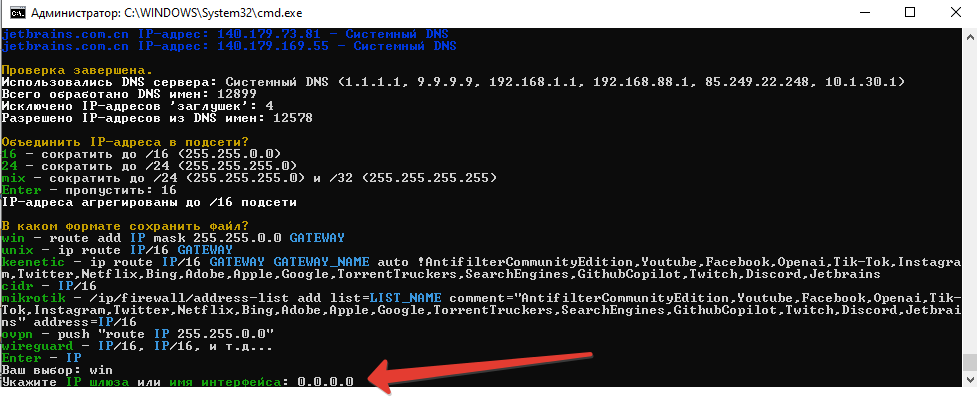 Администратор: C:\WINDOWS\System32\cmd.exe
jetbrains.com.cn IP-адрес: 140.179.73.81 - Системный DNS
jetbrains.com.cn IP-адрес: 140.179.169.55 - Системный DNS
Проверка завершена.
Использовались DNS сервера: Системный DNS (1.1.1.1, 9.9.9.9, 192.168.1.1, 192.168.88.1, 85.249.22.248, 10.1.30.1)
Всего обработано DNS имен: 12899
Исключено IP-адресов 'заглушек': 4
Разрешено IP-адресов из DNS имен: 12578
Объединить IP-адреса в подсети?
16 - сократить до /16 (255.255.0.0)
24 - сократить до /24 (255.255.255.0)
mix - сократить до /24 (255.255.255.0) и /32 (255.255.255.255)
Enter - пропустить: 16
IP-адреса агрегированы до /16 подсети
В каком формате сохранить файл?
win - route add IP mask 255.255.0.0 GATEWAY
unix - ip route IP/16 GATEWAY
keenetic - ip route IP/16 GATEWAY GATEWAY_NAME auto !AntifilterCommunityEdition,Youtube,Facebook,Openai,Tik-Tok,Instagra
m,Twitter,Netflix,Bing,Adobe,Apple,Google,TorrentTruckers,SearchEngines,GithubCopilot,Twitch,Discord,Jetbrains
cidr - IP/16
mikrotik - /ip/firewall/address-list add list=LIST_NAME comment="AntifilterCommunityEdition,Youtube,Facebook,Openai,Tik-
Tok,Instagram,Twitter,Netflix,Bing,Adobe,Apple,Google,TorrentTruckers,SearchEngines,GithubCopilot,Twitch,Discord,Jetbrai
ns" address=IP/16
ovpn - push "route IP 255.255.0.0"
wireguard - IP/16, IP/16, и т.д...
Enter - IP
Ваш выбор: win
Укажите IP шлюза или имя интерфейса: 0.0.0.0